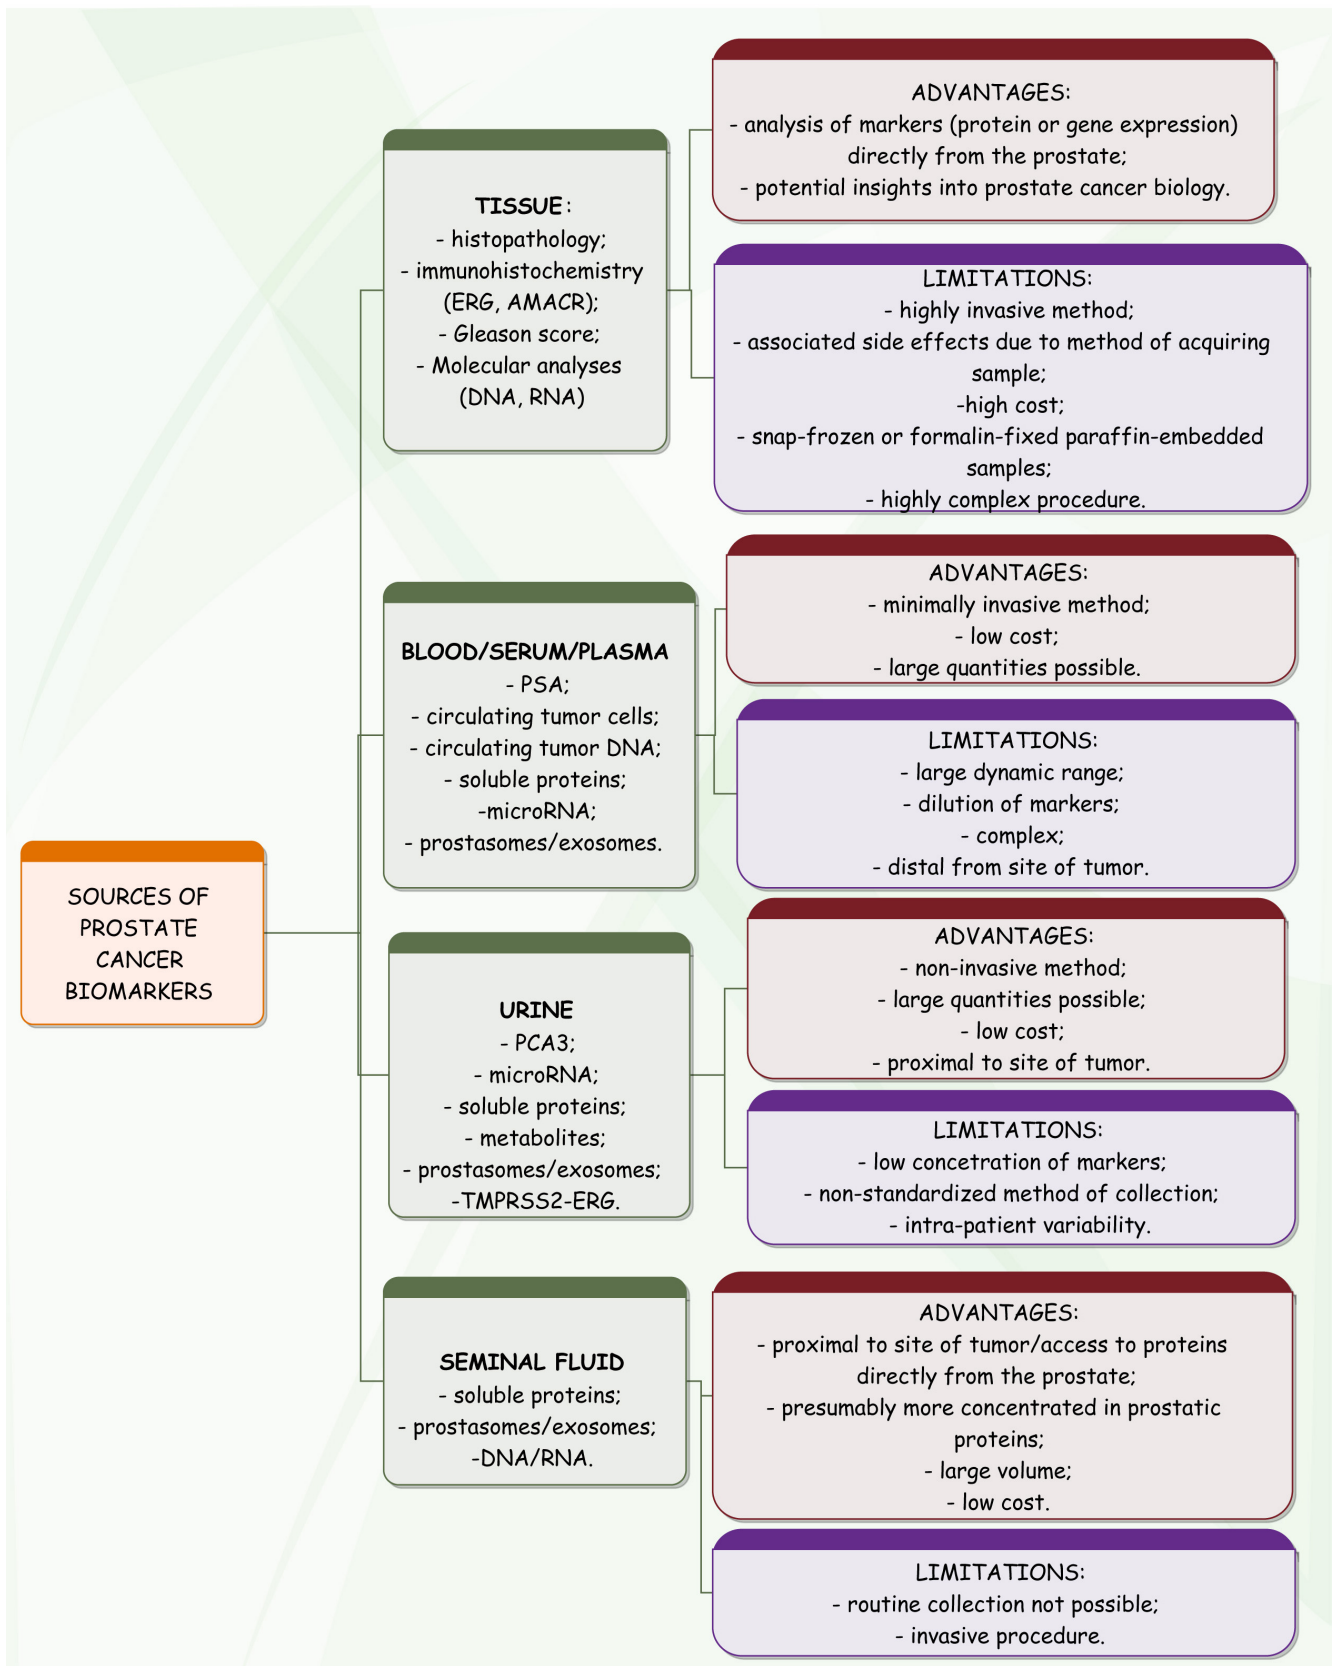 SOURCES OF
PROSTATE
CANCER
BIOMARKERS
TISSUE:
- histopathology;
- immunohistochemistry
(ERG, AMACR);
- Gleason score;
- Molecular analyses
(DNA, RNA)
ADVANTAGES:
- analysis of markers (protein or gene expression)
directly from the prostate;
- potential insights into prostate cancer biology.
LIMITATIONS:
- highly invasive method;
- associated side effects due to method of acquiring
sample;
-high cost;
- snap-frozen or formalin-fixed paraffin-embedded
samples;
- highly complex procedure.
BLOOD/SERUM/PLASMA
- PSA;
- circulating tumor cells;
- circulating tumor DNA;
- soluble proteins;
-microRNA;
- prostasomes/exosomes.
ADVANTAGES:
- minimally invasive method;
- low cost;
- large quantities possible.
LIMITATIONS:
- large dynamic range;
- dilution of markers;
- complex;
- distal from site of tumor.
URINE
- PCA3;
- microRNA;
- soluble proteins;
- metabolites;
- prostasomes/exosomes;
-TMPRSS2-ERG.
ADVANTAGES:
- non-invasive method;
- large quantities possible;
- low cost;
- proximal to site of tumor.
LIMITATIONS:
- low concetration of markers;
- non-standardized method of collection;
- intra-patient variability.
SEMINAL FLUID
- soluble proteins;
- prostasomes/exosomes;
-DNA/RNA.
ADVANTAGES:
- proximal to site of tumor/access to proteins
directly from the prostate;
- presumably more concentrated in prostatic
proteins;
- large volume;
- low cost.
LIMITATIONS:
- routine collection not possible;
- invasive procedure.